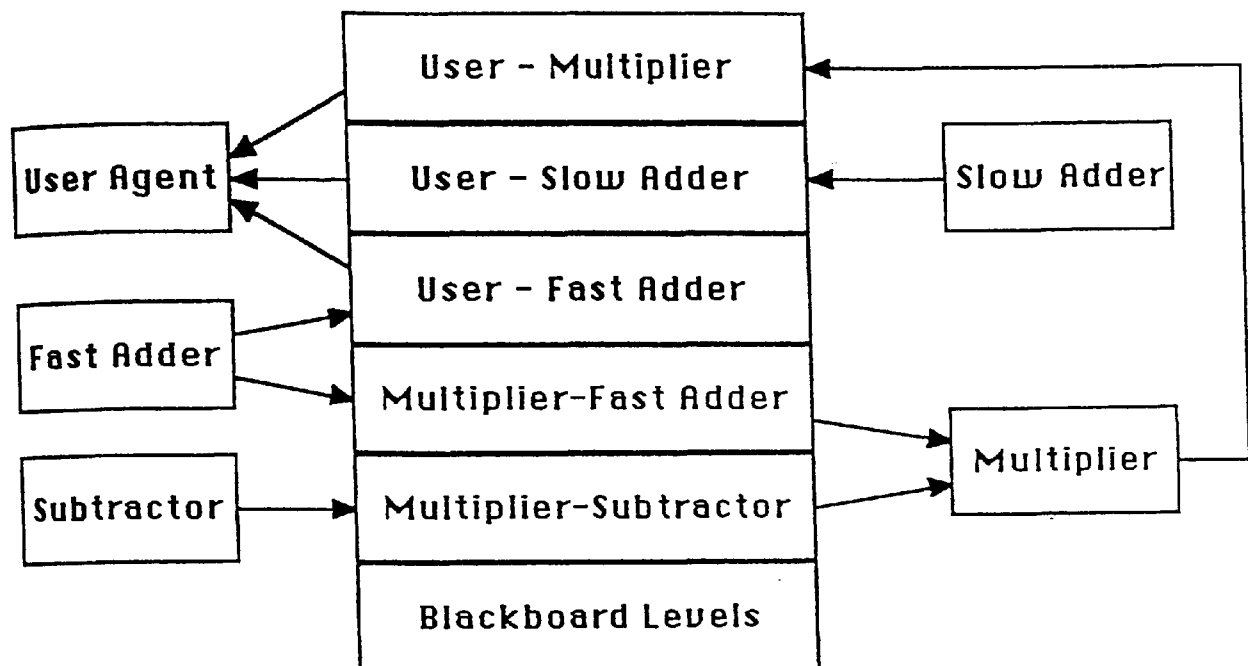 User - Multiplier
User Agent
User - Slow Adder
Slow Adder
User - Fast Adder
Fast Adder
Multiplier-Fast Adder
Multiplier
Subtractor
Multiplier-Subtractor
Blackboard Levels